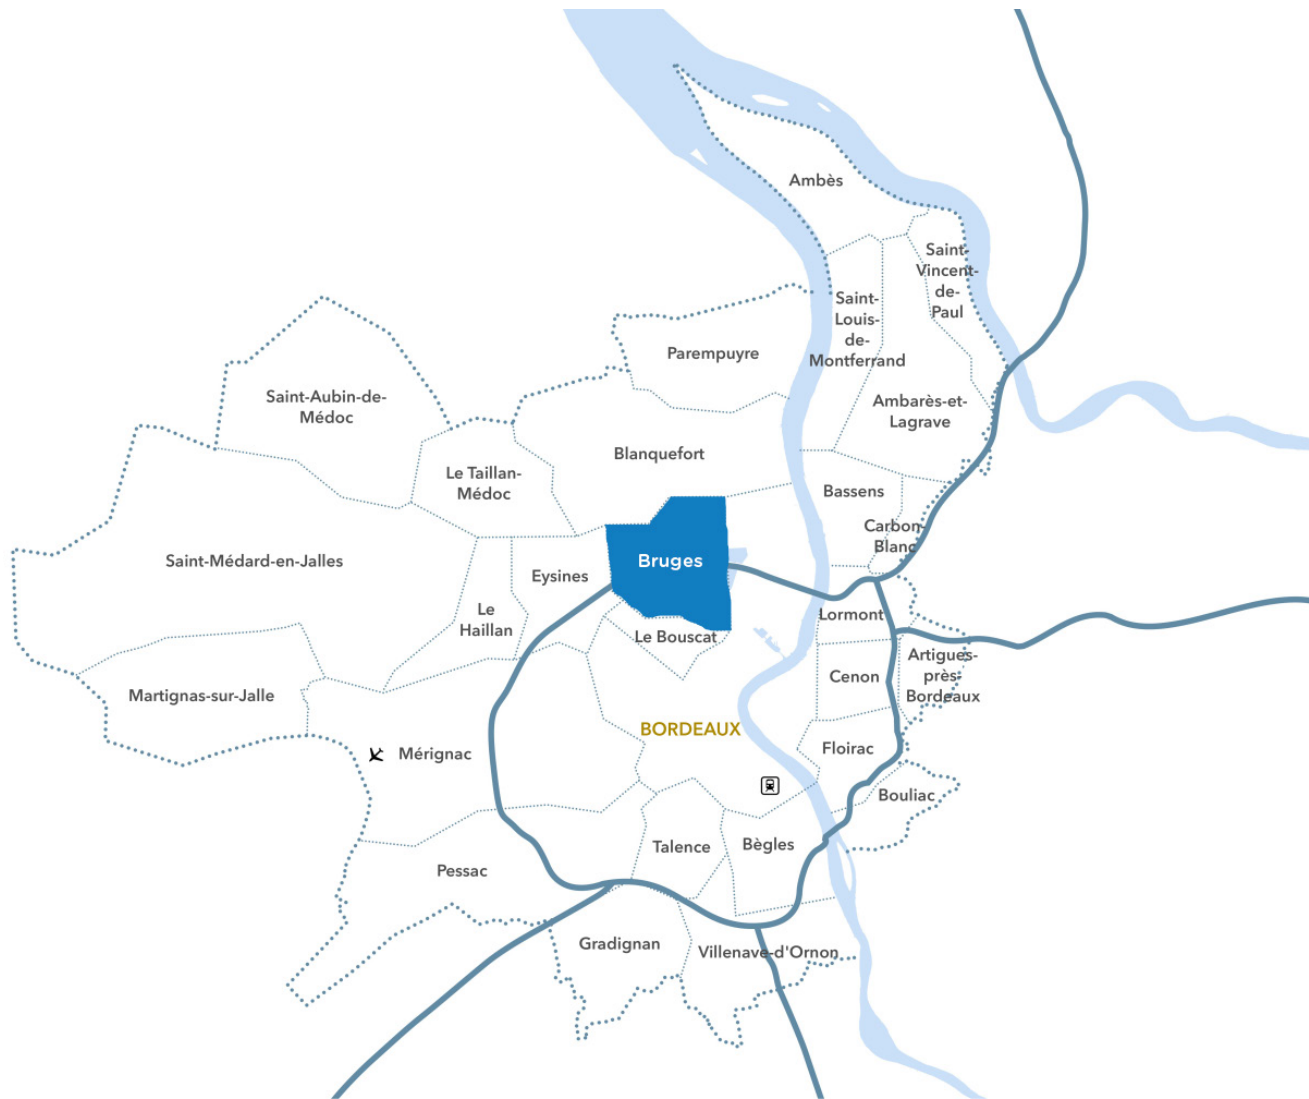 Ambès
Saint-
Vincent-
de-
Paul
Saint-
Louis-
de-
Montferrand
Parempuyre
Saint-Aubin-de-
Médoc
Ambarès-et-
Lagrave
Blanquefort
Le Taillan-
Médoc
Bassens
Carbon-
Blanc
Saint-Médard-en-Jalles
Bruges
Eysines
Le
Haillan
Lormont
Le Bouscat
Artigues-
près-
Bordeaux
Cenon
Martignas-sur-Jalle
BORDEAUX
Floirac
Mérignac
Bouliac
Talence
Bègles
Pessac
Gradignan
Villenave-d'Ornon